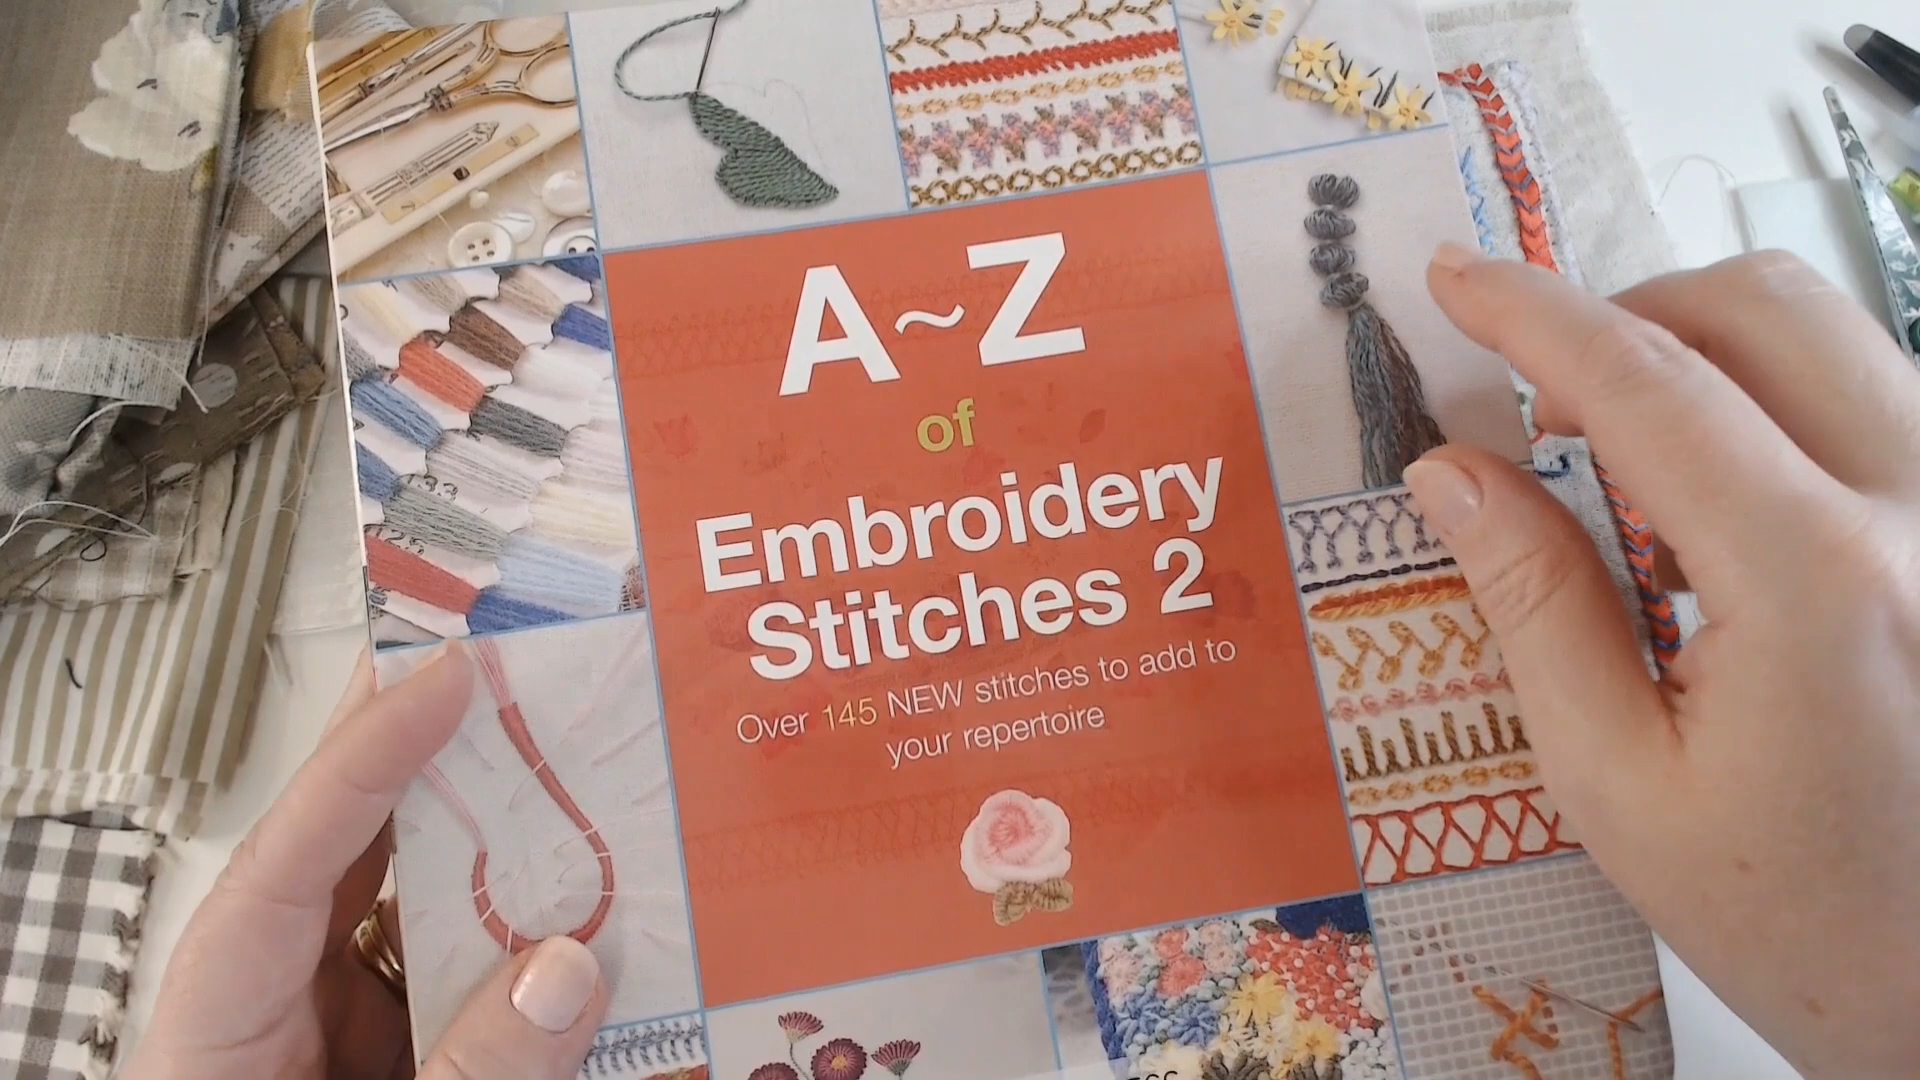 A~Z
of
Embroidery
Stitches 2
Over 145 NEW stitches to add to
your repertoire